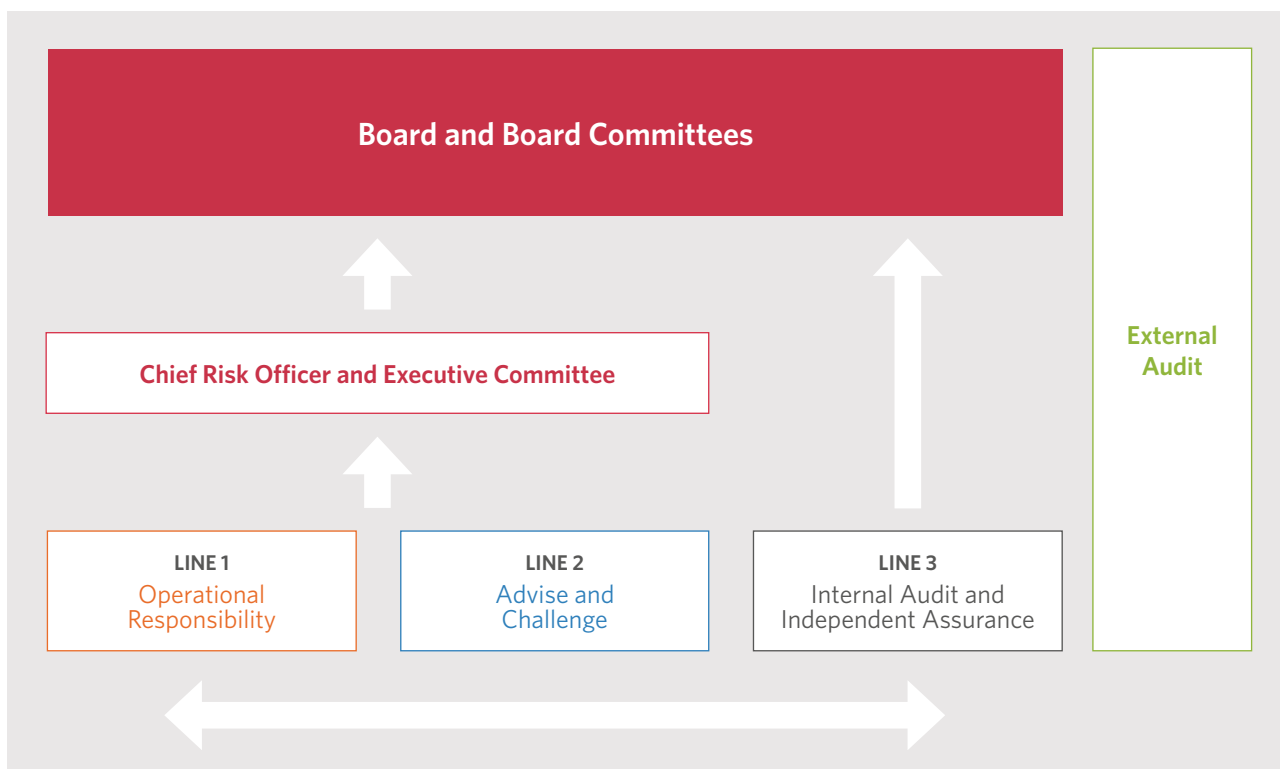 Board and Board Committees
Chief Risk Officer and Executive Committee
External
Audit
LINE 1
Operational
Responsibility
LINE 2
Advise and
Challenge
LINE 3
Internal Audit and
Independent Assurance